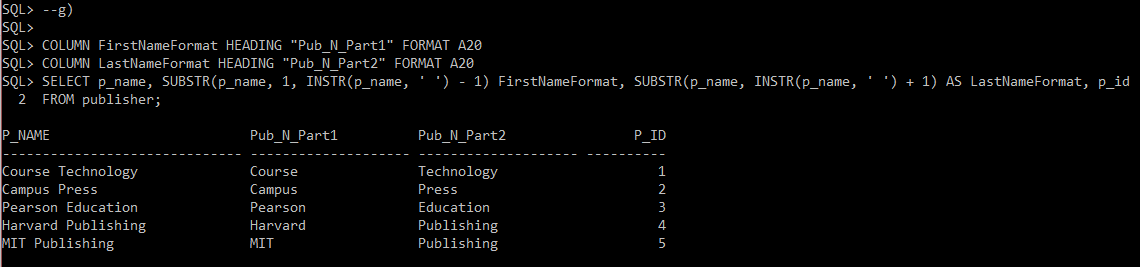 SQL> --g)
SQL>
SQL> COLUMN FirstNameFormat HEADING "Pub_N_Part1" FORMAT A20
SQL> COLUMN LastNameFormat HEADING "Pub_N_Part2" FORMAT A20
SQL> SELECT p_name, SUBSTR(p_name, 1, INSTR(p_name, ' ') - 1) FirstNameFormat, SUBSTR(p_name, INSTR(p_name, ' ') + 1) AS LastNameFormat, p_id
  2  FROM publisher;

P_NAME                         Pub_N_Part1          Pub_N_Part2                P_ID
------------------------------ -------------------- -------------------- ----------
Course Technology              Course               Technology                    1
Campus Press                   Campus               Press                         2
Pearson Education              Pearson              Education                     3
Harvard Publishing             Harvard              Publishing                    4
MIT Publishing                 MIT                  Publishing                    5